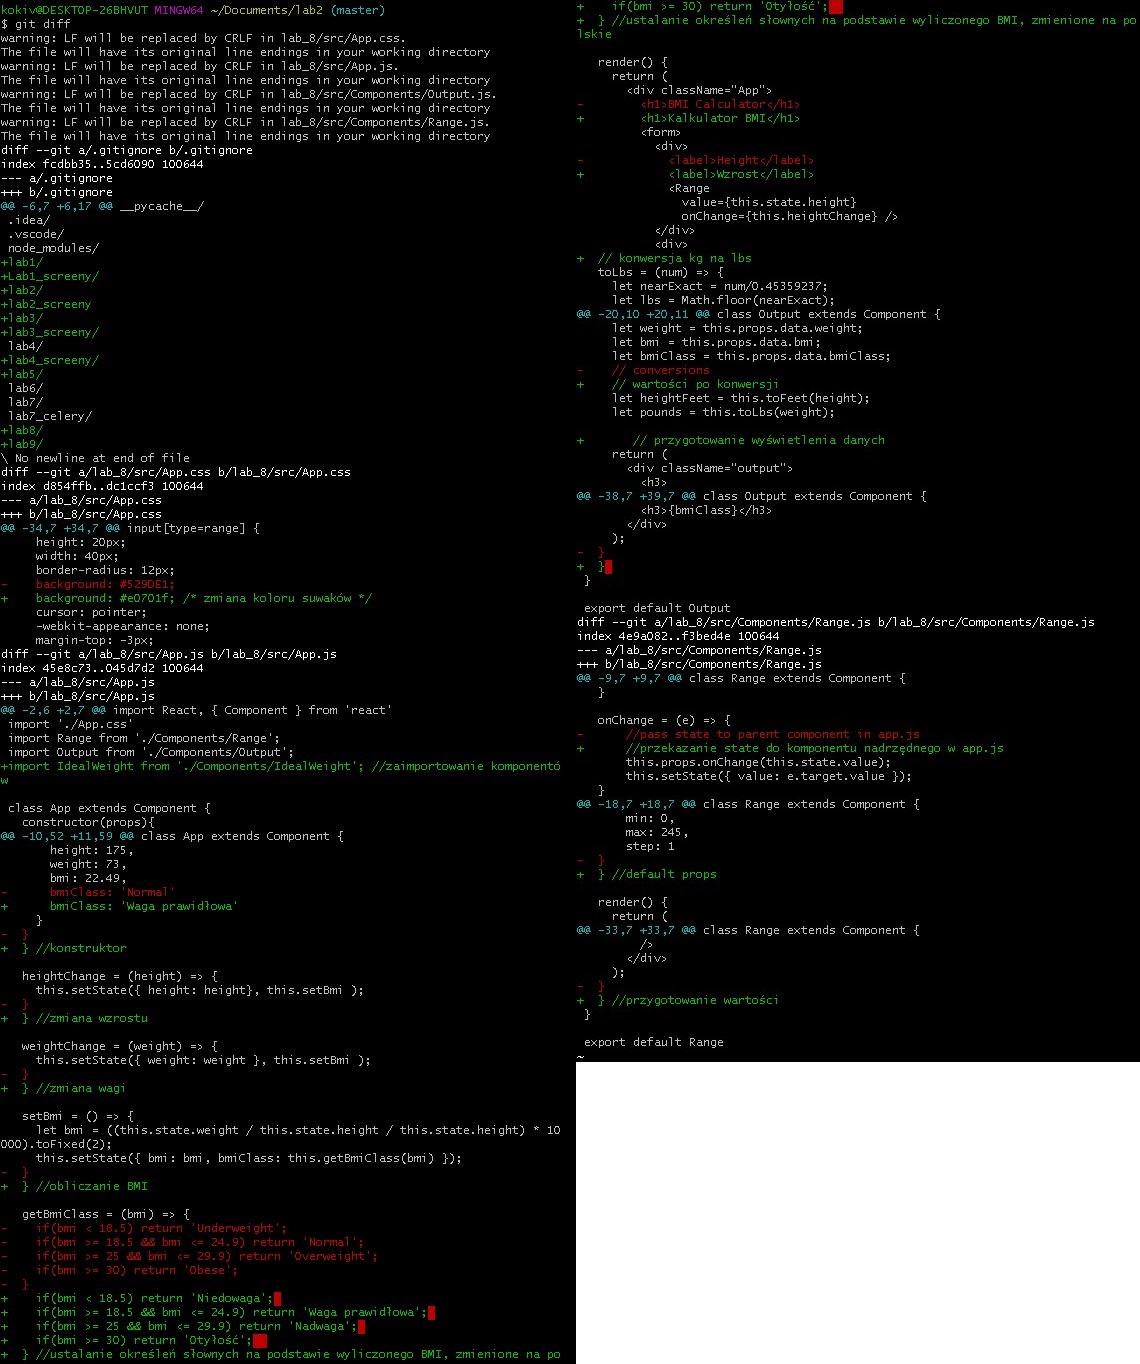 kokiv@DESKTOP-26BHVUT MINGW64 ~/Documents/lab2 (master)
$ git diff
warning: LF will be replaced by CRLF in lab_8/src/App.css.
The file will have its original line endings in your working directory
warning: LF will be replaced by CRLF in lab_8/src/App.js.
The file will have its original line endings in your working directory
warning: LF will be replaced by CRLF in lab_8/src/Components/Output.js.
The file will have its original line endings in your working directory
warning: LF will be replaced by CRLF in lab_8/src/Components/Range.js.
The file will have its original line endings in your working directory
diff --git a/.gitignore b/.gitignore
index fcdbb35..5cd6090 100644
--- a/.gitignore
+++ b/.gitignore
@@ -6,7 +6,17 @@ __pycache__/
 .idea/
 .vscode/
 node_modules/
+lab1/
+Lab1_screeny/
+lab2/
+lab2_screeny
+lab3/
+lab3_screeny/
 lab4/
+lab4_screeny/
+lab5/
 lab6/
 lab7/
 lab7_celery/
+lab8/
+lab9/
\ No newline at end of file
diff --git a/lab_8/src/App.css b/lab_8/src/App.css
index d854ffb..dc1ccf3 100644
--- a/lab_8/src/App.css
+++ b/lab_8/src/App.css
@@ -34,7 +34,7 @@ input[type=range] {
     height: 20px;
     width: 40px;
     border-radius: 12px;
-    background: #529DE1;
+    background: #e0701f; /* zmiana koloru suwaków */
     cursor: pointer;
     -webkit-appearance: none;
     margin-top: -3px;
diff --git a/lab_8/src/App.js b/lab_8/src/App.js
index 45e8c73..045d7d2 100644
--- a/lab_8/src/App.js
+++ b/lab_8/src/App.js
@@ -2,6 +2,7 @@ import React, { Component } from 'react'
 import './App.css'
 import Range from './Components/Range';
 import Output from './Components/Output';
+import IdealWeight from './Components/IdealWeight'; //zaimportowanie komponentó
w
 class App extends Component {
   constructor(props){
@@ -10,52 +11,59 @@ class App extends Component {
       height: 175,
       weight: 73,
       bmi: 22.49,
-      bmiClass: 'Normal'
+      bmiClass: 'Waga prawidłowa'
     }
-  }
+  } //konstruktor
   heightChange = (height) => {
     this.setState({ height: height}, this.setBmi );
-  }
+  } //zmiana wzrostu
   weightChange = (weight) => {
     this.setState({ weight: weight }, this.setBmi );
-  }
+  } //zmiana wagi
   setBmi = () => {
     let bmi = ((this.state.weight / this.state.height / this.state.height) * 10
000).toFixed(2);
     this.setState({ bmi: bmi, bmiClass: this.getBmiClass(bmi) });
-  }
+  } //obliczanie BMI
   getBmiClass = (bmi) => {
-    if(bmi < 18.5) return 'Underweight';
-    if(bmi >= 18.5 && bmi <= 24.9) return 'Normal';
-    if(bmi >= 25 && bmi <= 29.9) return 'Overweight';
-    if(bmi >= 30) return 'Obese';
-  }
+    if(bmi < 18.5) return 'Niedowaga';
+    if(bmi >= 18.5 && bmi <= 24.9) return 'Waga prawidłowa';
+    if(bmi >= 25 && bmi <= 29.9) return 'Nadwaga';
+    if(bmi >= 30) return 'Otyłość';
+  } //ustalanie określeń słownych na podstawie wyliczonego BMI, zmienione na po
+    if(bmi >= 30) return 'Otyłość';
+  } //ustalanie określeń słownych na podstawie wyliczonego BMI, zmienione na po
lskie
   render() {
     return (
       <div className="App">
-        <h1>BMI Calculator</h1>
+        <h1>Kalkulator BMI</h1>
         <form>
           <div>
-            <label>Height</label>
+            <label>Wzrost</label>
             <Range
              value={this.state.height}
              onChange={this.heightChange} />
           </div>
           <div>
+  // konwersja kg na lbs
   toLbs = (num) => {
     let nearExact = num/0.45359237;
     let lbs = Math.floor(nearExact);
@@ -20,10 +20,11 @@ class Output extends Component {
     let weight = this.props.data.weight;
     let bmi = this.props.data.bmi;
     let bmiClass = this.props.data.bmiClass;
-    // conversions
+    // wartości po konwersji
     let heightFeet = this.toFeet(height);
     let pounds = this.toLbs(weight);
+       // przygotowanie wyświetlenia danych
     return (
       <div className="output">
         <h3>
@@ -38,7 +39,7 @@ class Output extends Component {
         <h3>{bmiClass}</h3>
       </div>
     );
-  }
+  }
 }
 export default Output
diff --git a/lab_8/src/Components/Range.js b/lab_8/src/Components/Range.js
index 4e9a082..f3bed4e 100644
--- a/lab_8/src/Components/Range.js
+++ b/lab_8/src/Components/Range.js
@@ -9,7 +9,7 @@ class Range extends Component {
   }
   onChange = (e) => {
-      //pass state to parent component in app.js
+      //przekazanie state do komponentu nadrzędnego w app.js
       this.props.onChange(this.state.value);
       this.setState({ value: e.target.value });
   }
@@ -18,7 +18,7 @@ class Range extends Component {
       min: 0,
       max: 245,
       step: 1
-  }
+  } //default props
   render() {
     return (
@@ -33,7 +33,7 @@ class Range extends Component {
         />
       </div>
     );
-  }
+  } //przygotowanie wartości
 }
 export default Range
~